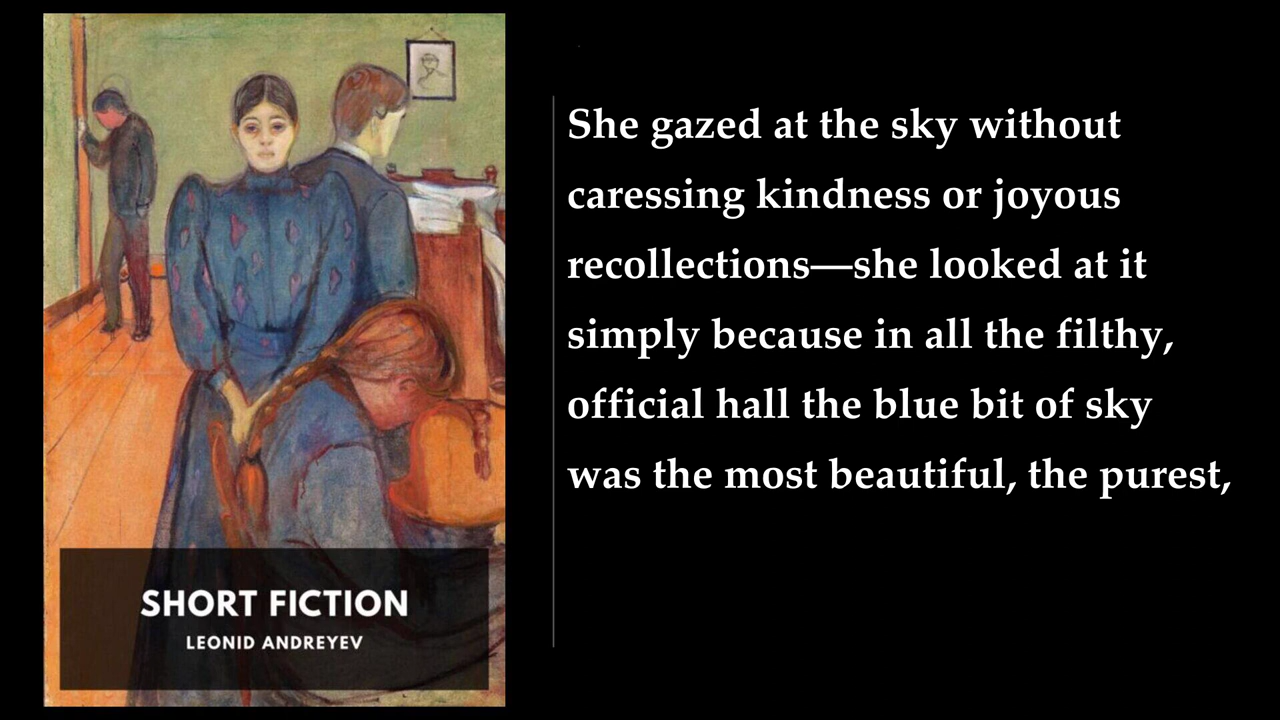 She gazed at the sky without
caressing kindness or joyous
recollections—she looked at it
simply because in all the filthy,
official hall the blue bit of sky
was the most beautiful, the purest,
SHORT FICTION
LEONID ANDREYEV